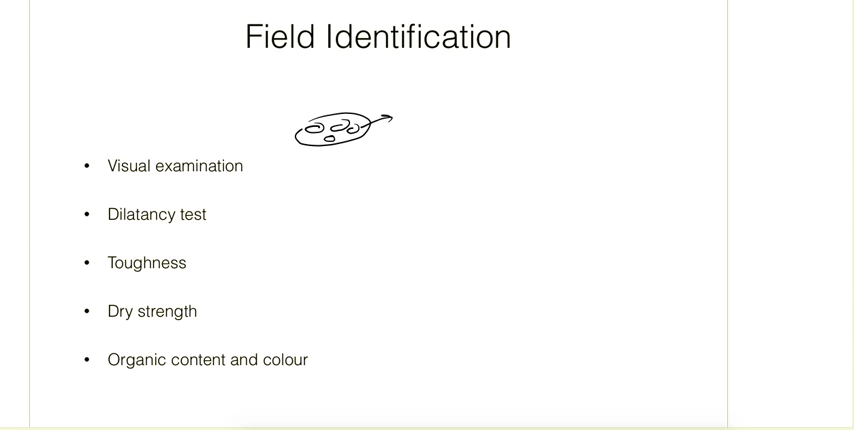 Field Identification
• Visual examination
• Dilatancy test
• Toughness
• Dry strength
• Organic content and colour